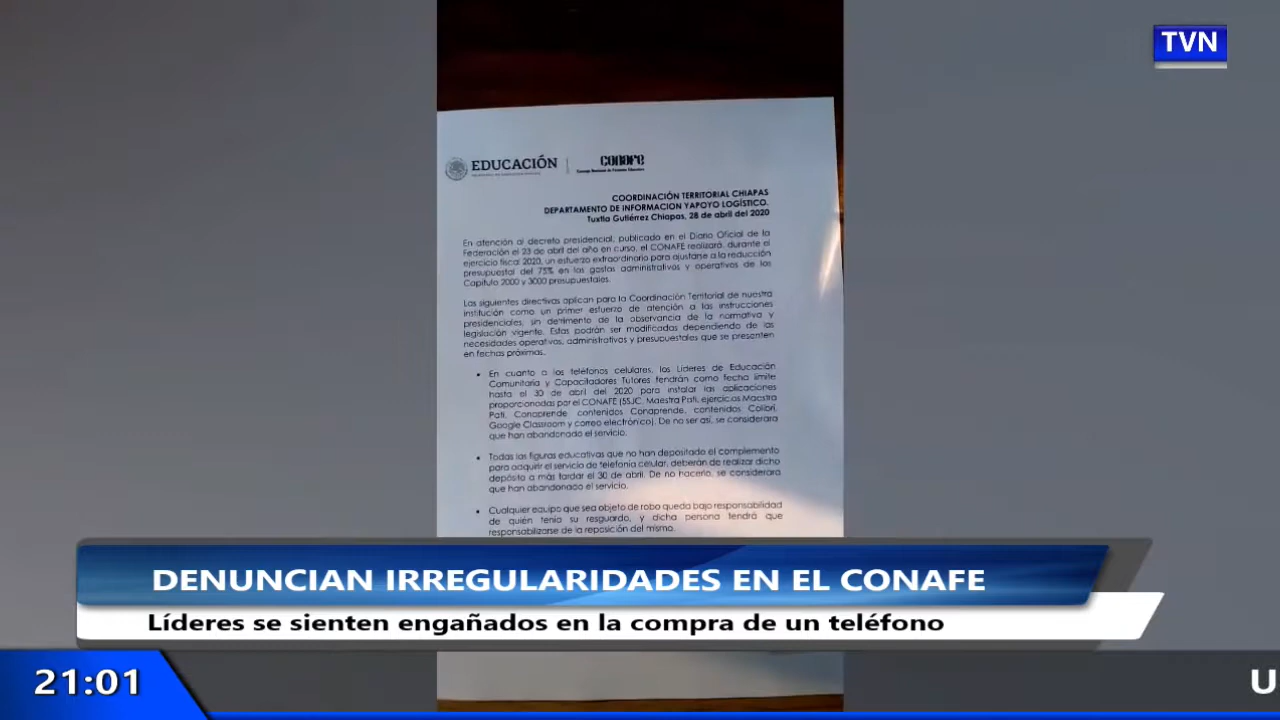 TVN
EDUCACIÓN
conafe
Consejo Nacional de Fomento Educativo
COORDINACIÓN TERRITORIAL CHIAPAS
DEPARTAMENTO DE INFORMACION YAPOYO LOGÍSTICO.
Tuxtla Gutiérrez Chiapas, 28 de abril del 2020
En atención al decreto presidencial, publicado en el Diario Oficial de la
Federación el 23 de abril del año en curso, el CONAFE realizará, durante el
ejercicio fiscal 2020, un esfuerzo extraordinario para ajustarse a la reducción
presupuestal del 75% en los gastos administrativos y operativos de los
Capítulo 2000 y 3000 presupuestales.
Las siguientes directivas aplican para la Coordinación Territorial de nuestra
institución como un primer esfuerzo de atención a las instrucciones
presidenciales, sin detrimento de la observancia de la normativa y
legislación vigente. Estas podrán ser modificadas dependiendo de las
necesidades operativas, administrativas y presupuestales que se presenten
en fechas próximas.
• En cuanto a los teléfonos celulares, los Líderes de Educación
Comunitaria y Capacitadores Tutores tendrán como fecha límite
hasta el 30 de abril del 2020 para instalar las aplicaciones
proporcionadas por el CONAFE (SSJC, Maestra Pati, ejercicios Maestra
Pati, Conaprende contenidos Conaprende, contenidos Colibrí,
Google Classroom y correo electrónico). De no ser así, se considerara
que han abandonado el servicio.
• Todas las figuras educativas que no han depositado el complemento
para adquirir el servicio de telefonía celular, deberán de realizar dicho
depósito a más tardar el 30 de abril. De no hacerlo, se considerara
que han abandonado el servicio.
• Cualquier equipo que sea objeto de robo queda bajo responsabilidad
de quién tenía su resguardo, y dicha persona tendrá que
responsabilizarse de la reposición del mismo.
DENUNCIAN IRREGULARIDADES EN EL CONAFE
Líderes se sienten engañados en la compra de un teléfono
21:01
U